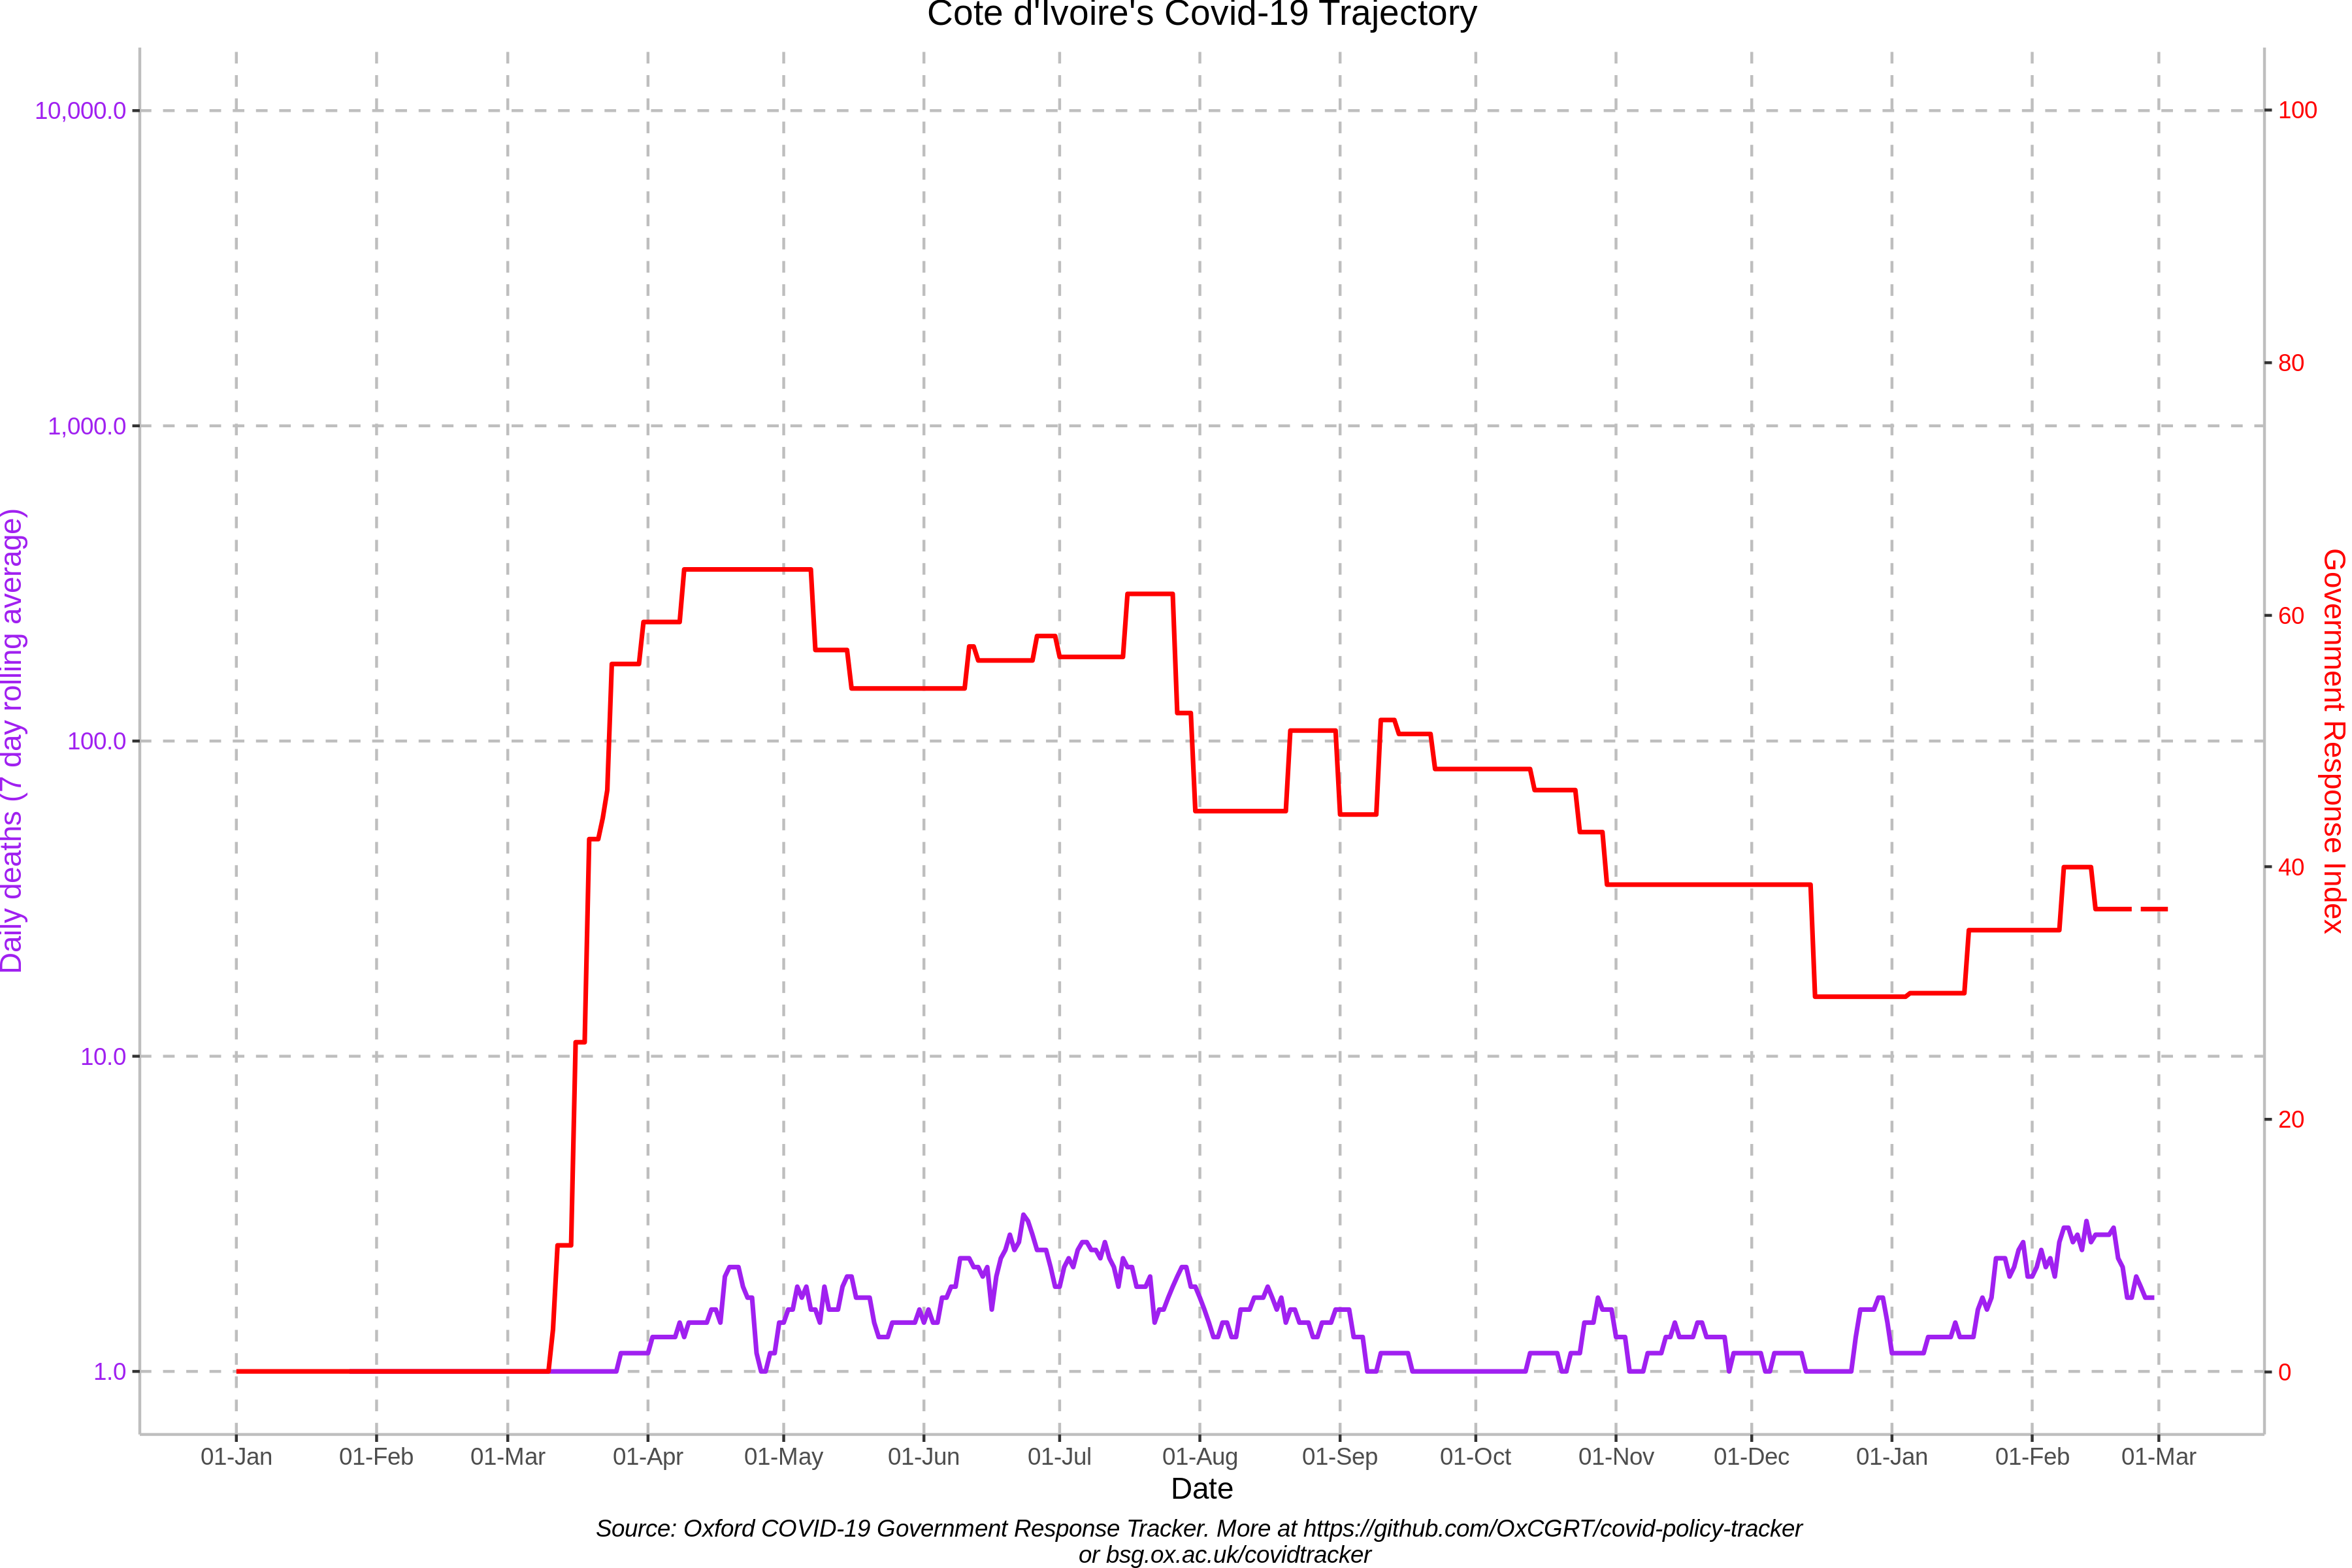 Cote d'Ivoire's Covid-19 Trajectory
10,000.0
1,000.0
100.0
10.0
1.0
Daily deaths (7 day rolling average)
100
80
60
40
20
0
Government Response Index
01-Jan 01-Feb 01-Mar 01-Apr 01-May 01-Jun 01-Jul 01-Aug 01-Sep 01-Oct 01-Nov 01-Dec 01-Jan 01-Feb 01-Mar
Date
Source: Oxford COVID-19 Government Response Tracker. More at https://github.com/OxCGRT/covid-policy-tracker
or bsg.ox.ac.uk/covidtracker